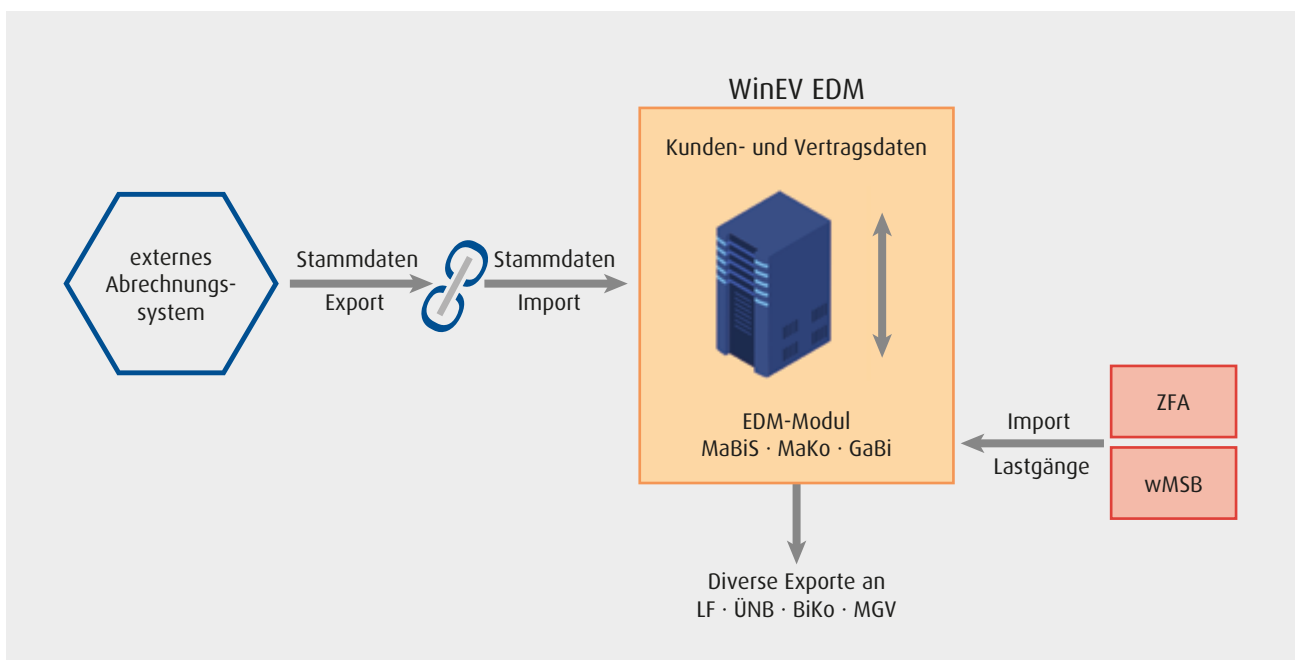 WinEV EDM
Kunden- und Vertragsdaten
externes
Abrechnungs-
system
Stammdaten
Export
Stammdaten
Import
EDM-Modul
MaBiS · MaKo · GaBi
Import
Lastgänge
ZFA
wMSB
Diverse Exporte an
LF · ÜNB · BiKo · MGV